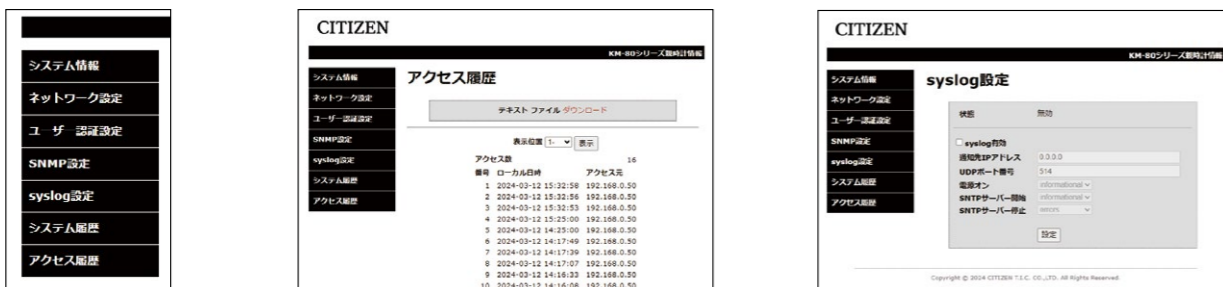 システム情報
ネットワーク設定
ユーザー認証設定
SNMP設定
syslog設定
システム履歴
アクセス履歴
CITIZEN
KM-80シリーズ親時計情報
システム情報
ネットワーク設定
ユーザー認証設定
SNMP設定
syslog設定
システム履歴
アクセス履歴
アクセス履歴
テキスト ファイル ダウンロード
表示位置 1- 表示
アクセス数 16
番号 ローカル日時 アクセス元
1 2024-03-12 15:32:58 192.168.0.50
2 2024-03-12 15:32:56 192.168.0.50
3 2024-03-12 15:32:53 192.168.0.50
4 2024-03-12 15:25:00 192.168.0.50
5 2024-03-12 14:25:00 192.168.0.50
6 2024-03-12 14:17:49 192.168.0.50
7 2024-03-12 14:17:39 192.168.0.50
8 2024-03-12 14:17:07 192.168.0.50
9 2024-03-12 14:16:33 192.168.0.50
10 2024-03-12 14:16:08 192.168.0.50
CITIZEN
KM-80シリーズ親時計情報
システム情報
ネットワーク設定
ユーザー認証設定
SNMP設定
syslog設定
システム履歴
アクセス履歴
syslog設定
状態 無効
syslog有効
通知先IPアドレス 0.0.0.0
UDPポート番号 514
電源オン informational
SNTPサーバー開始 informational
SNTPサーバー停止 errors
設定
Copyright © 2024 CITIZEN T.I.C. CO.,LTD. All Rights Reserved.